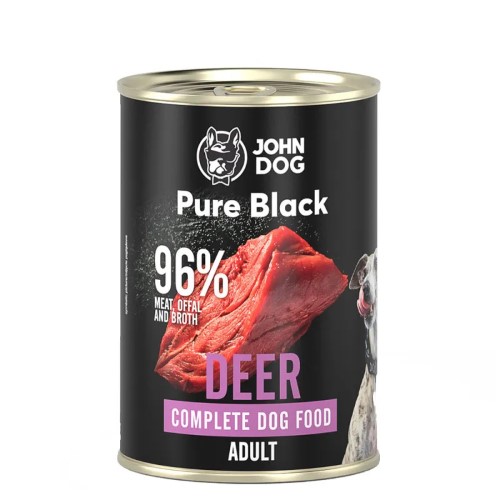 JOHN
DOG
Pure Black
96%
MEAT, OFFAL
AND BROTH
DEER
COMPLETE DOG FOOD
ADULT